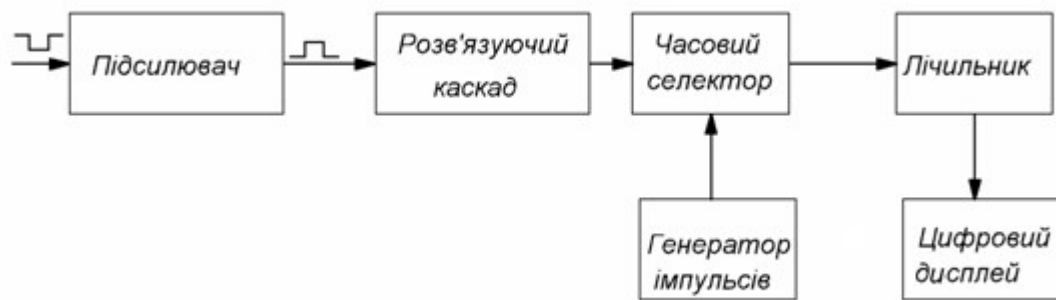 Підсилювач
Розв'язуючий
каскад
Часовий
селектор
Лічильник
Генератор
імпульсів
Цифровий
дисплей